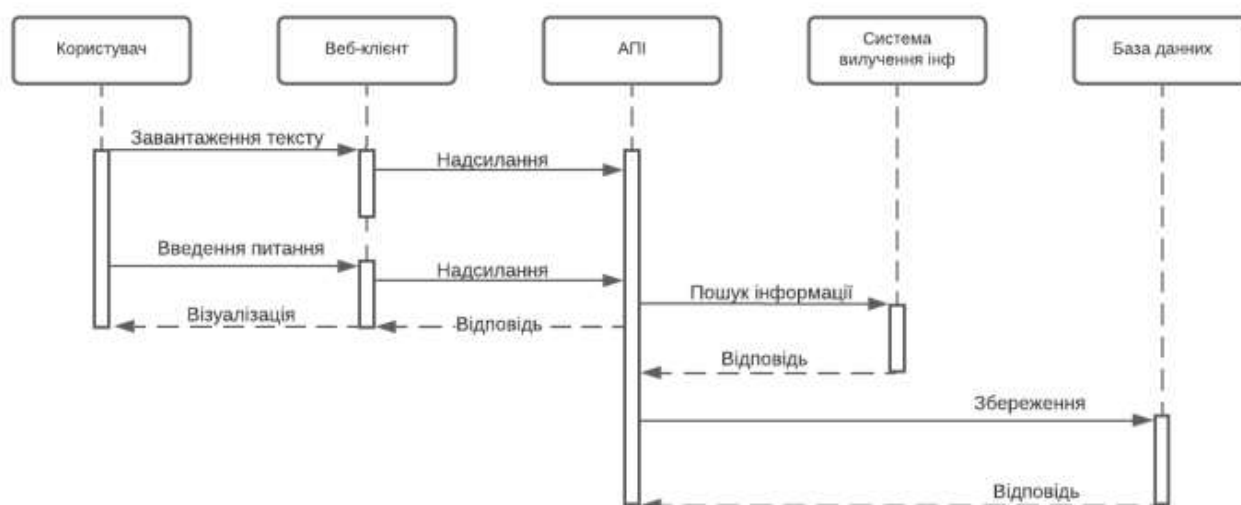 Користувач
Веб-клієнт
АПІ
Система
вилучення інф
База данних
Завантаження тексту
Надсилання
Введення питання
Надсилання
Пошук інформації
Візуалізація
Відповідь
Відповідь
Збереження
Відповідь